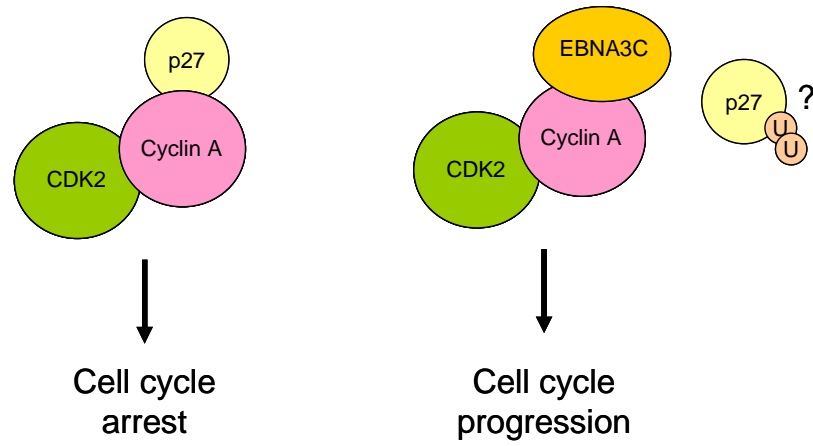 p27
Cyclin A
CDK2
Cell cycle
arrest
EBNA3C
Cyclin A
CDK2
p27
?
U
U
Cell cycle
progression